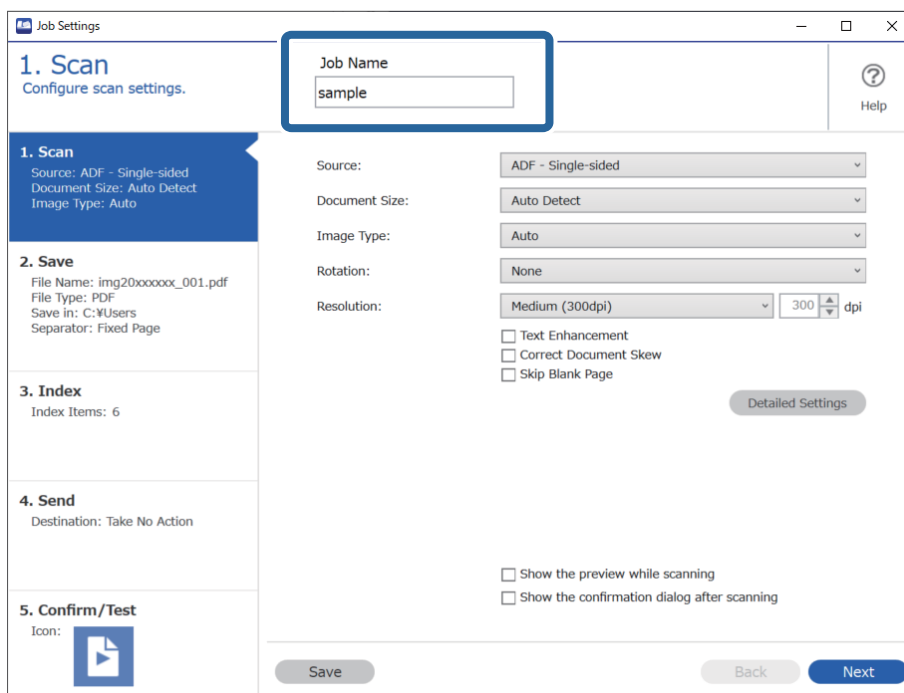 Job Settings
1. Scan
Configure scan settings.
Job Name
sample
Help
1. Scan
Source: ADF - Single-sided
Document Size: Auto Detect
Image Type: Auto
2. Save
File Name: img20xxxxxx_001.pdf
File Type: PDF
Save in: C:¥Users
Separator: Fixed Page
3. Index
Index Items: 6
4. Send
Destination: Take No Action
5. Confirm/Test
Icon:
Source: ADF - Single-sided
Document Size: Auto Detect
Image Type: Auto
Rotation: None
Resolution: Medium (300dpi) 300 dpi
Text Enhancement
Correct Document Skew
Skip Blank Page
Detailed Settings
Show the preview while scanning
Show the confirmation dialog after scanning
Save Back Next